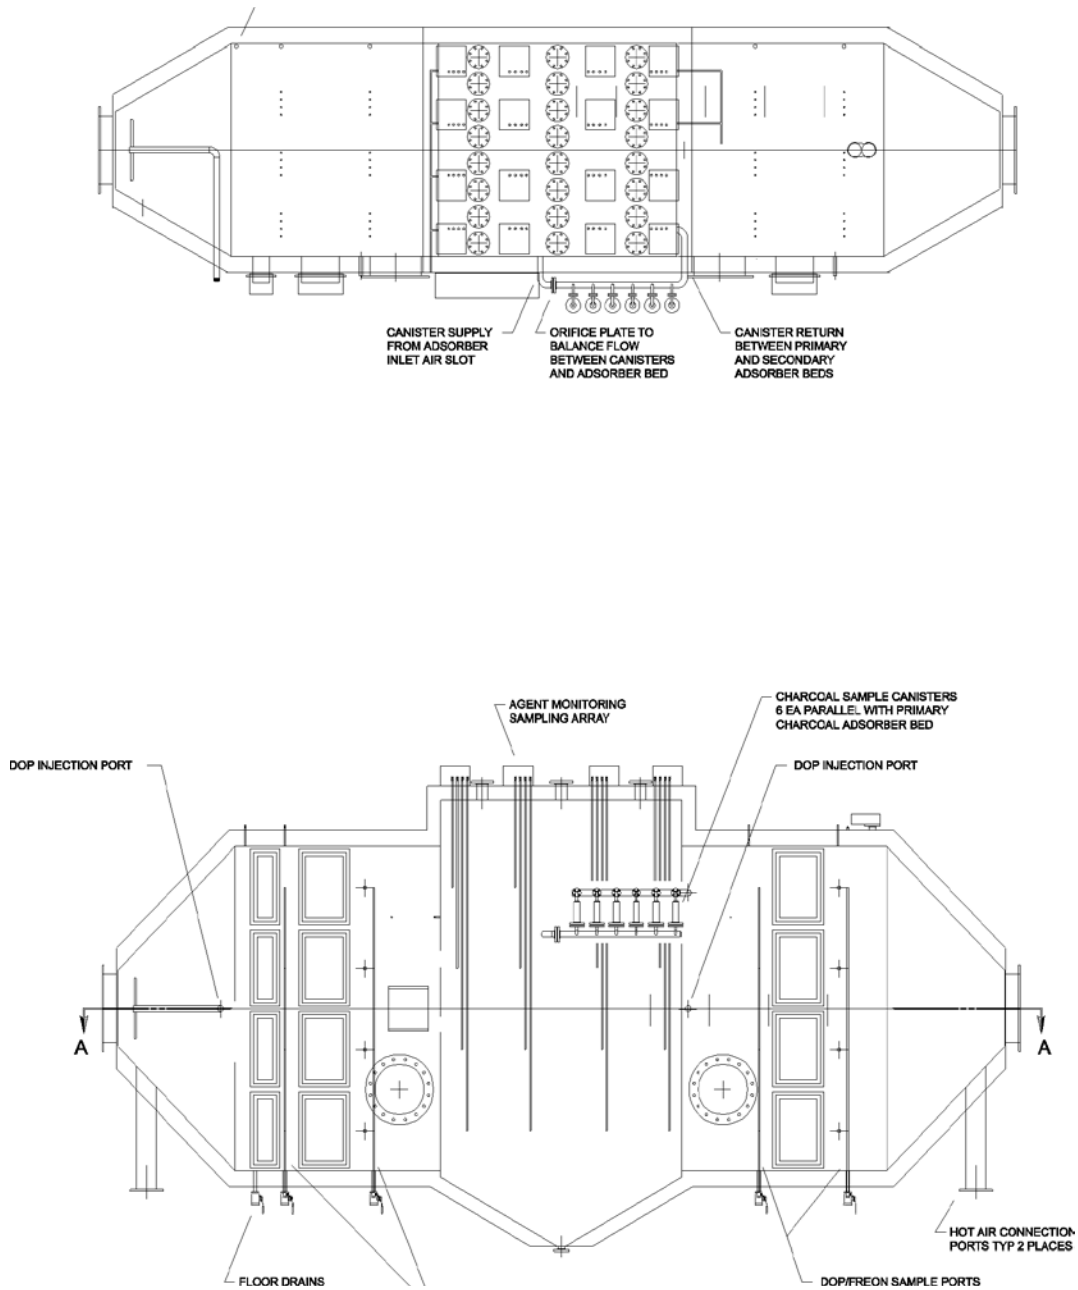 CANISTER SUPPLY
FROM ADSORBER
INLET AIR SLOT
ORIFICE PLATE TO
BALANCE FLOW
BETWEEN CANISTERS
AND ADSORBER BED
CANISTER RETURN
BETWEEN PRIMARY
AND SECONDARY
ADSORBER BEDS
AGENT MONITORING
SAMPLING ARRAY
CHARCOAL SAMPLE CANISTERS
6 EA PARALLEL WITH PRIMARY
CHARCOAL ADSORBER BED
DOP INJECTION PORT
DOP INJECTION PORT
A
A
HOT AIR CONNECTION
PORTS TYP 2 PLACES
FLOOR DRAINS
DOP/FREON SAMPLE PORTS